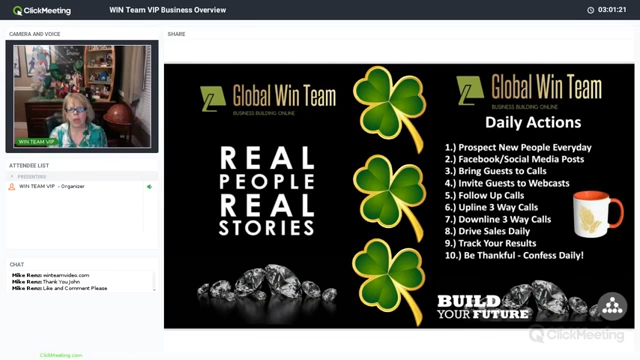 ClickMeeting
WIN Team VIP Business Overview
03:01:21
CAMERA AND VOICE
WIN TEAM VIP
ATTENDEE LIST
PRESENTERS
WIN TEAM VIP - Organizer
CHAT
Mike Renz: winteamvideo.com
Mike Renz: Thank You John
Mike Renz: Like and Comment Please
ClickMeeting.com
SHARE
Global Win Team
BUSINESS BUILDING ONLINE
REAL
PEOPLE
REAL
STORIES
Global Win Team
BUSINESS BUILDING ONLINE
Daily Actions
1.) Prospect New People Everyday
2.) Facebook/Social Media Posts
3.) Bring Guests to Calls
4.) Invite Guests to Webcasts
5.) Follow Up Calls
6.) Upline 3 Way Calls
7.) Downline 3 Way Calls
8.) Drive Sales Daily
9.) Track Your Results
10.) Be Thankful - Confess Daily!
BUILD
YOUR FUTURE
ClickMeeting